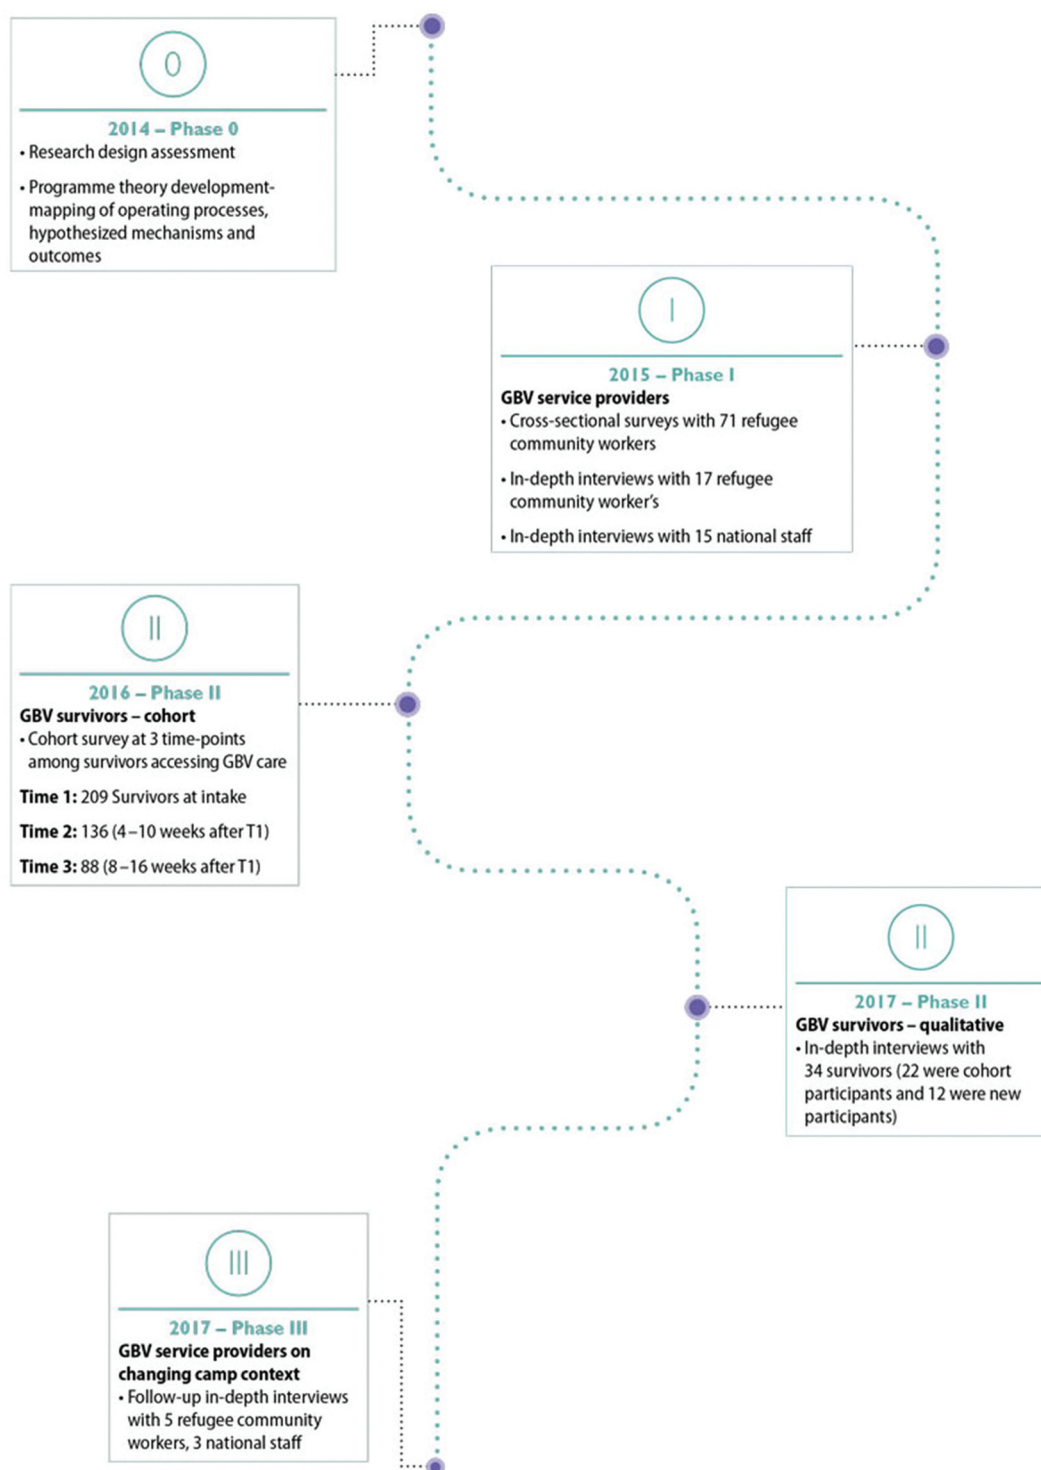 0
2014 – Phase 0
• Research design assessment
• Programme theory development-
mapping of operating processes,
hypothesized mechanisms and
outcomes
I
2015 – Phase I
GBV service providers
• Cross-sectional surveys with 71 refugee
community workers
• In-depth interviews with 17 refugee
community worker's
• In-depth interviews with 15 national staff
II
2016 – Phase II
GBV survivors – cohort
• Cohort survey at 3 time-points
among survivors accessing GBV care
Time 1: 209 Survivors at intake
Time 2: 136 (4–10 weeks after T1)
Time 3: 88 (8–16 weeks after T1)
II
2017 – Phase II
GBV survivors – qualitative
• In-depth interviews with
34 survivors (22 were cohort
participants and 12 were new
participants)
III
2017 – Phase III
GBV service providers on
changing camp context
• Follow-up in-depth interviews
with 5 refugee community
workers, 3 national staff